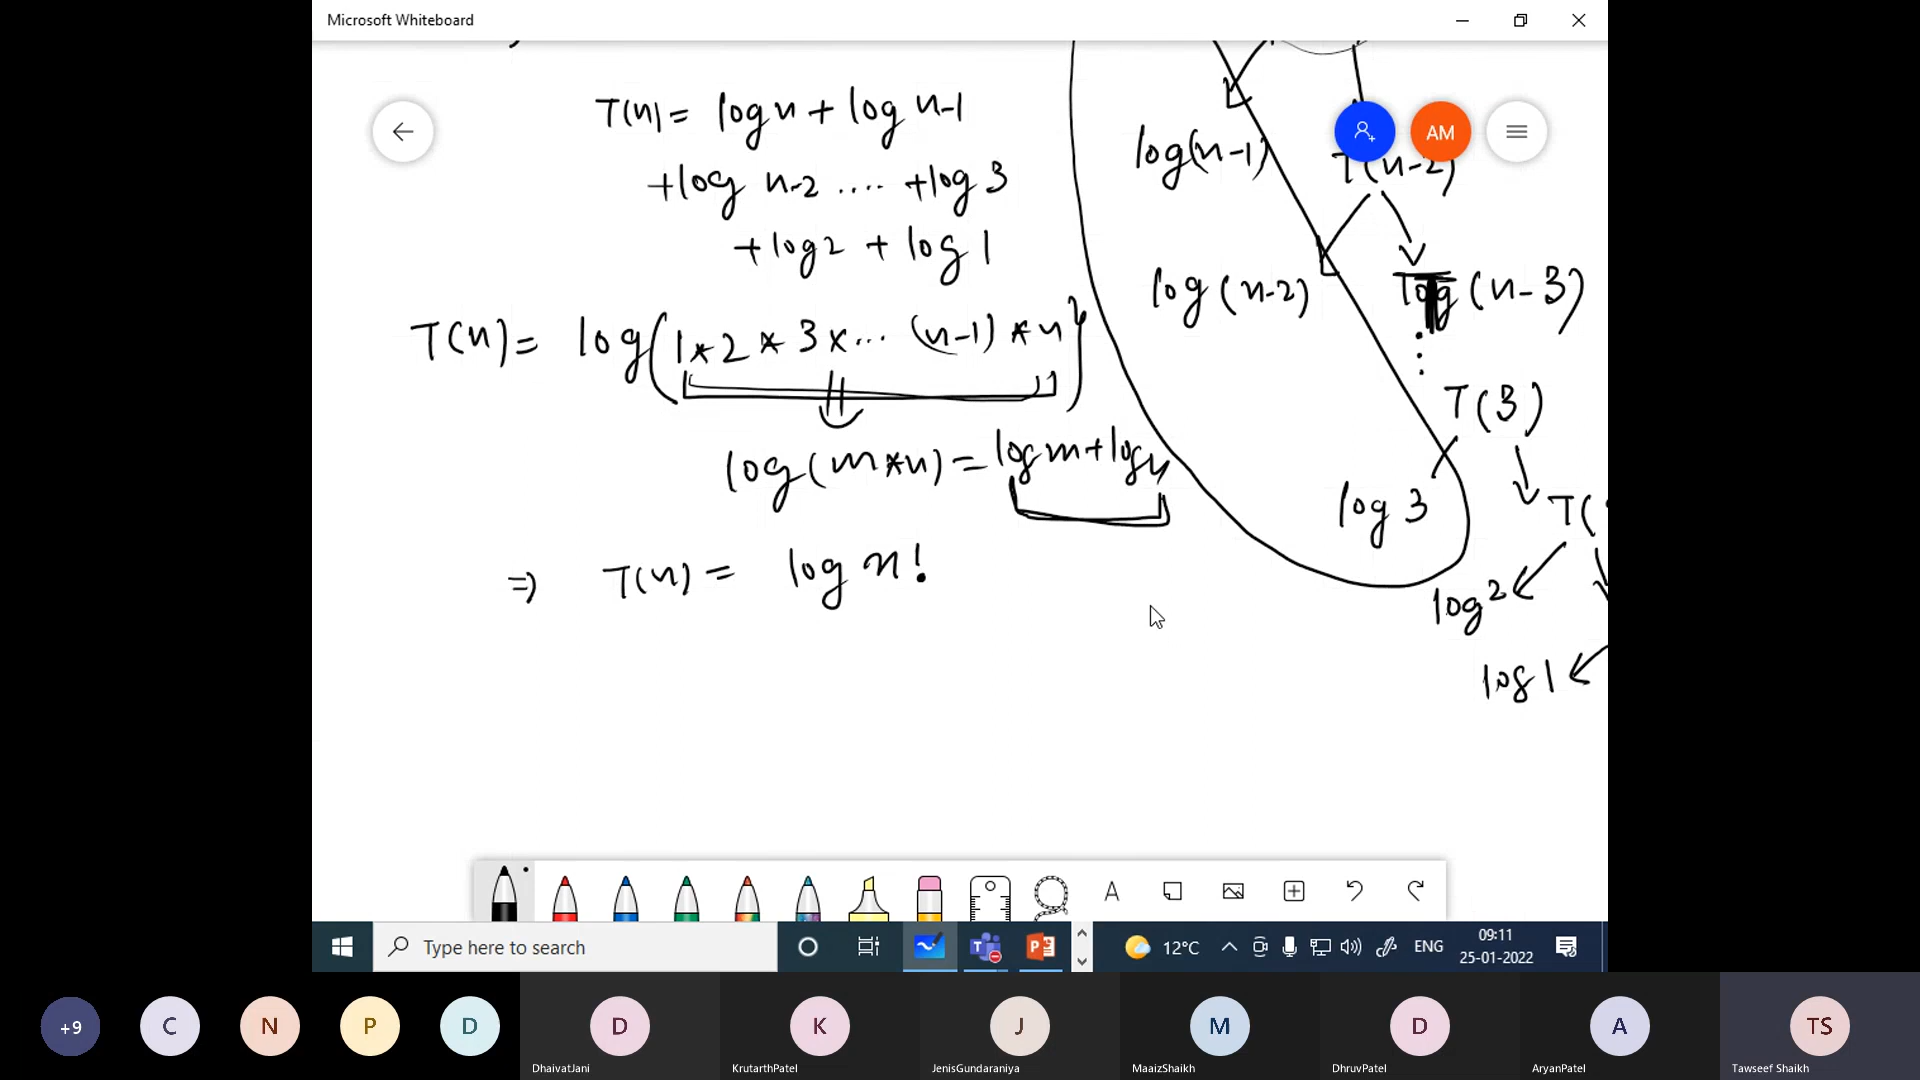 Microsoft Whiteboard
T(n) = log n + log n-1
+ log n-2 .... + log 3
+ log 2 + log 1
T(n) = log(1 * 2 * 3 x ... (n-1) * n)
log(m * n) = log m + log n
=> T(n) = log n!
log(n-1)
T(n-2)
log(n-2)
(n-3)
T(3)
log 3
T(
log 2
log 1
AM
A
Type here to search
12°C
ENG
09:11
25-01-2022
+9
C
N
P
D
D
DhaivatJani
K
KrutarthPatel
J
JenisGundaraniya
M
MaaizShaikh
D
DhruvPatel
A
AryanPatel
TS
Tawseef Shaikh